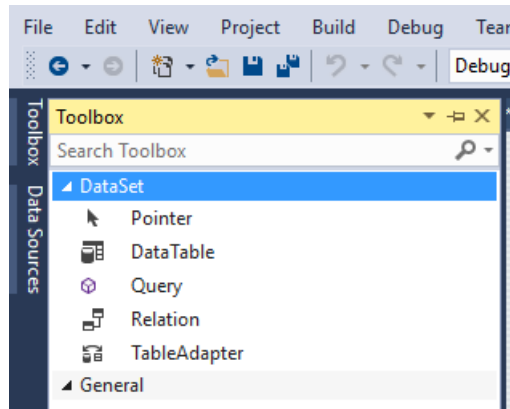 File Edit View Project Build Debug
Debug
Toolbox
Data Sources
Toolbox
Search Toolbox
DataSet
Pointer
DataTable
Query
Relation
TableAdapter
General